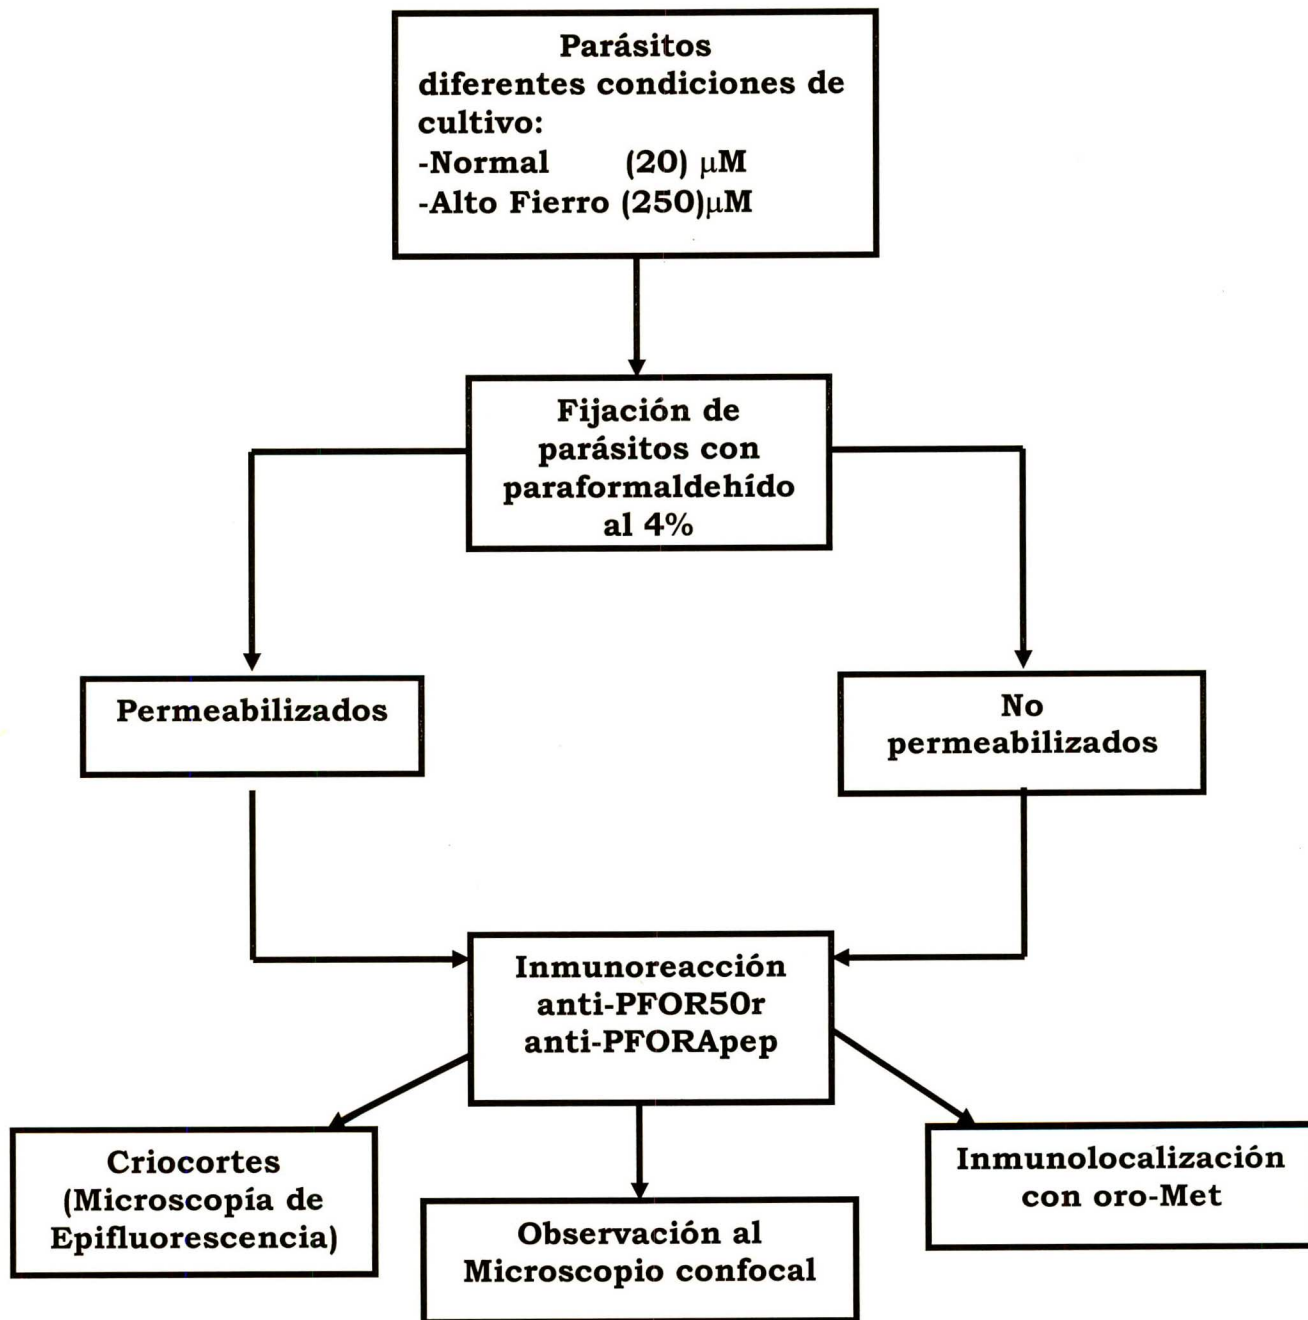 Parásitos
diferentes condiciones de
cultivo:
-Normal (20) μM
-Alto Fierro (250)μM
Fijación de
parásitos con
paraformaldehído
al 4%
Permeabilizados
No
permeabilizados
Inmunoreacción
anti-PFOR50r
anti-PFORApep
Criocortes
(Microscopía de
Epifluorescencia)
Observación al
Microscopio confocal
Inmunolocalización
con oro-Met